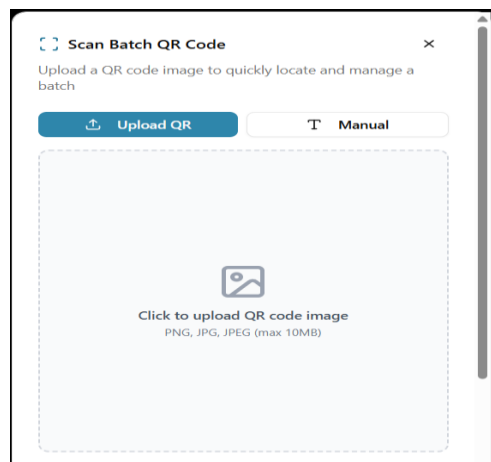 Scan Batch QR Code
Upload a QR code image to quickly locate and manage a
batch
Upload QR
Manual
Click to upload QR code image
PNG, JPG, JPEG (max 10MB)